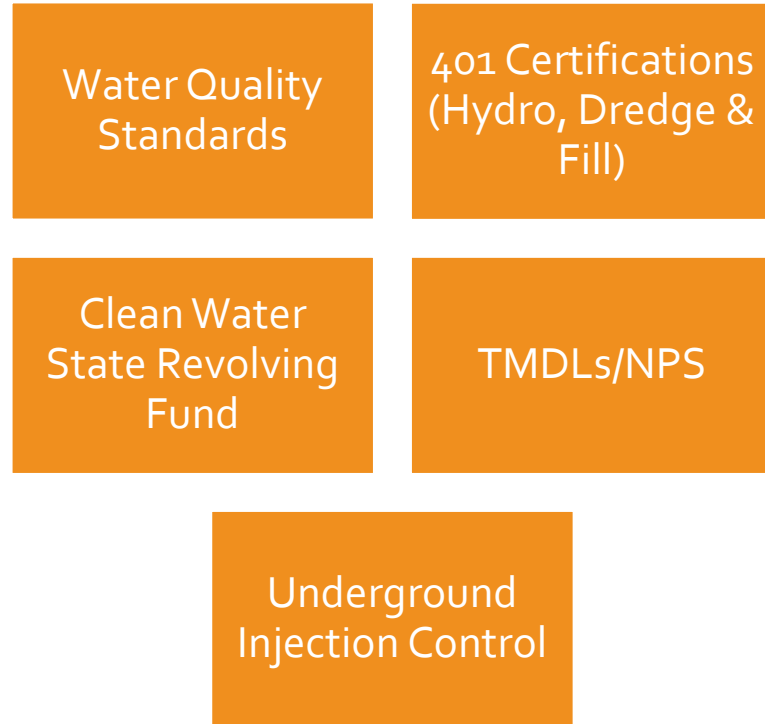 Water Quality
Standards
401 Certifications
(Hydro, Dredge &
Fill)
Clean Water
State Revolving
Fund
TMDLs/NPS
Underground
Injection Control